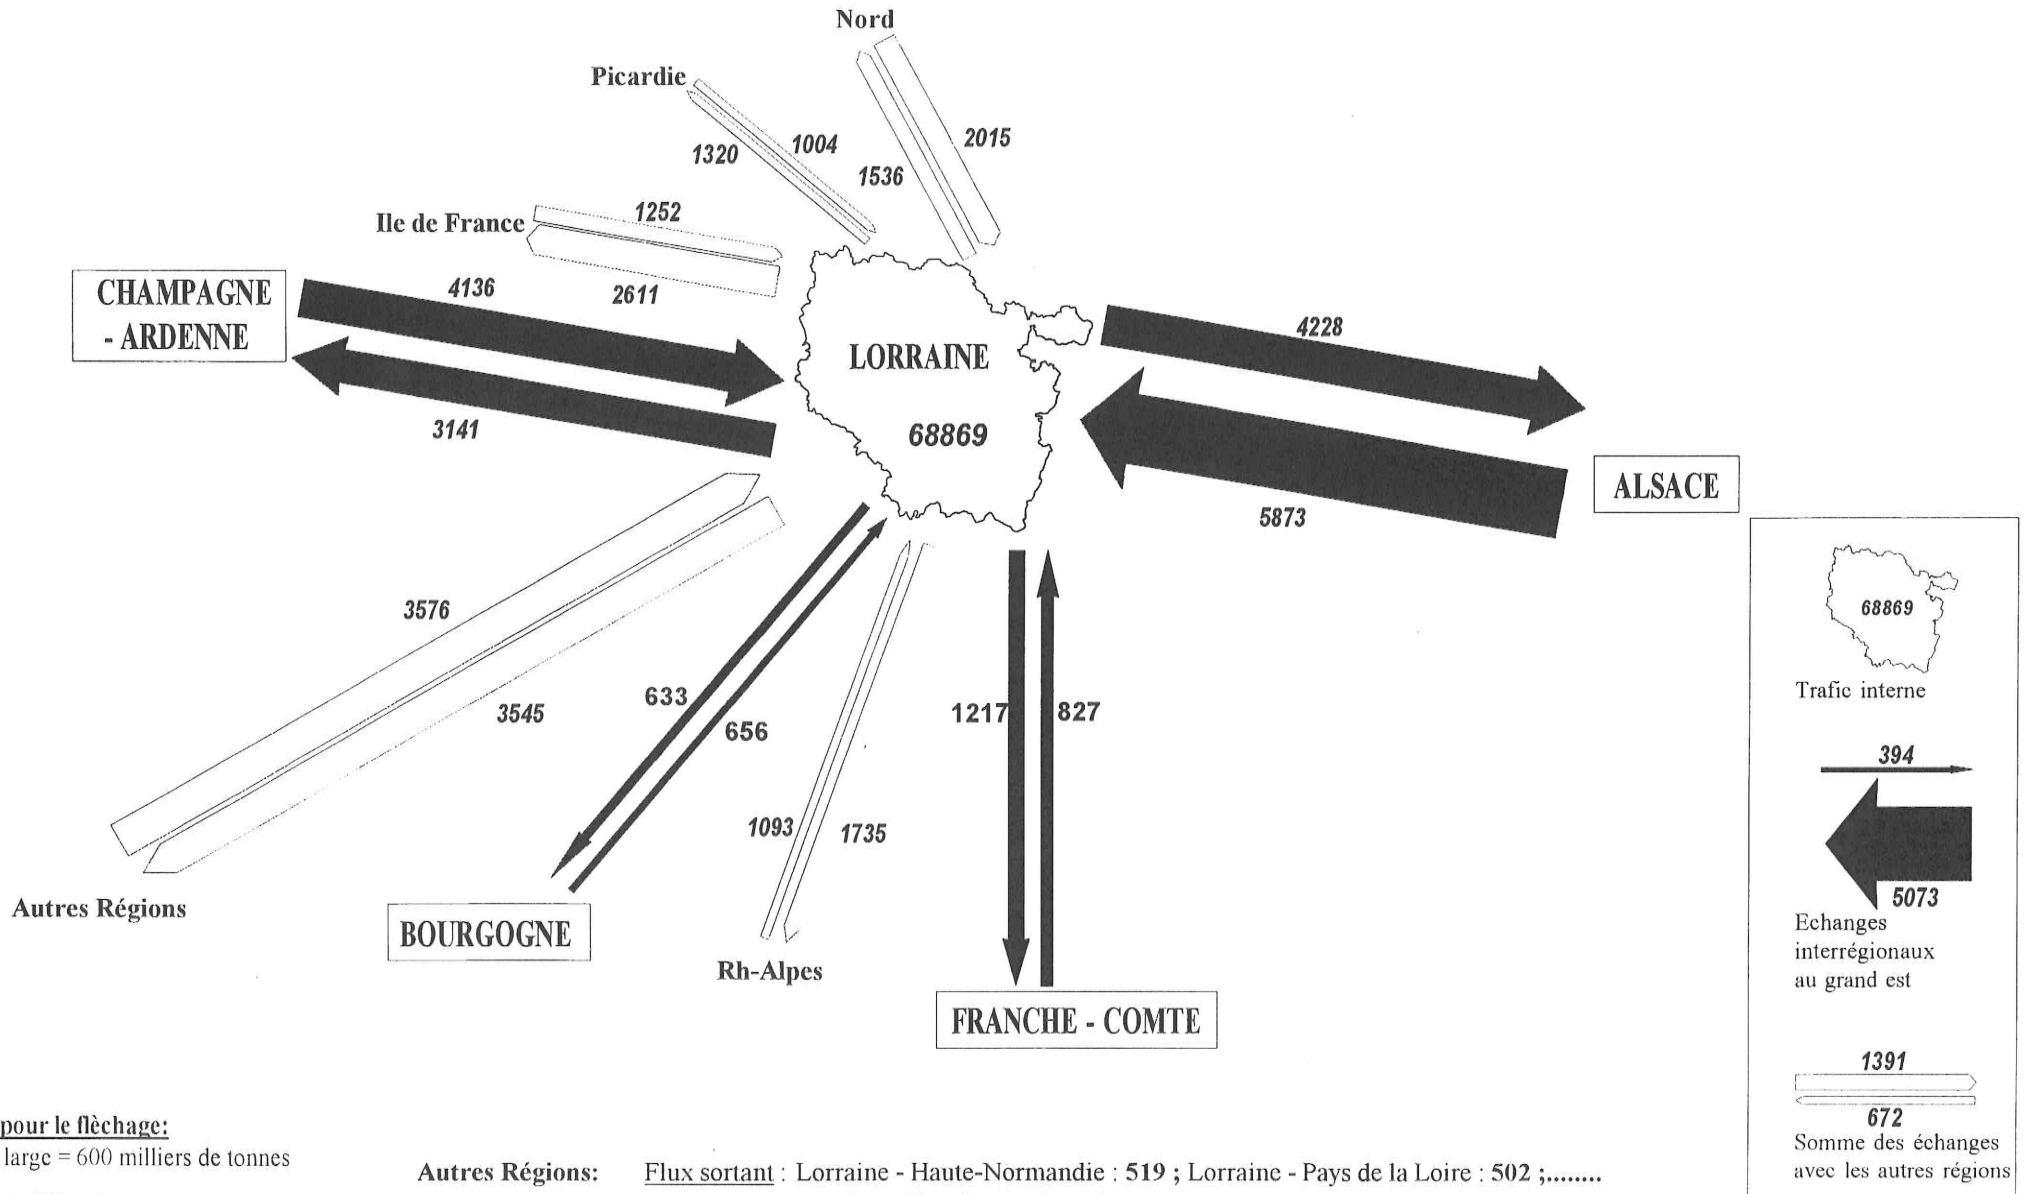 Nord
Picardie
1004
1320
2015
1536
Ile de France
1252
2611
CHAMPAGNE
- ARDENNE
4136
3141
LORRAINE
68869
4228
5873
ALSACE
3576
3545
Autres Régions
633
656
BOURGOGNE
1093
1735
Rh-Alpes
1217
827
FRANCHE - COMTE
68869
Trafic interne
394
5073
Echanges
interrégionaux
au grand est
1391
672
Somme des échanges
avec les autres régions
pour le flèchage:
large = 600 milliers de tonnes
Autres Régions: Flux sortant : Lorraine - Haute-Normandie : 519 ; Lorraine - Pays de la Loire : 502 ;........